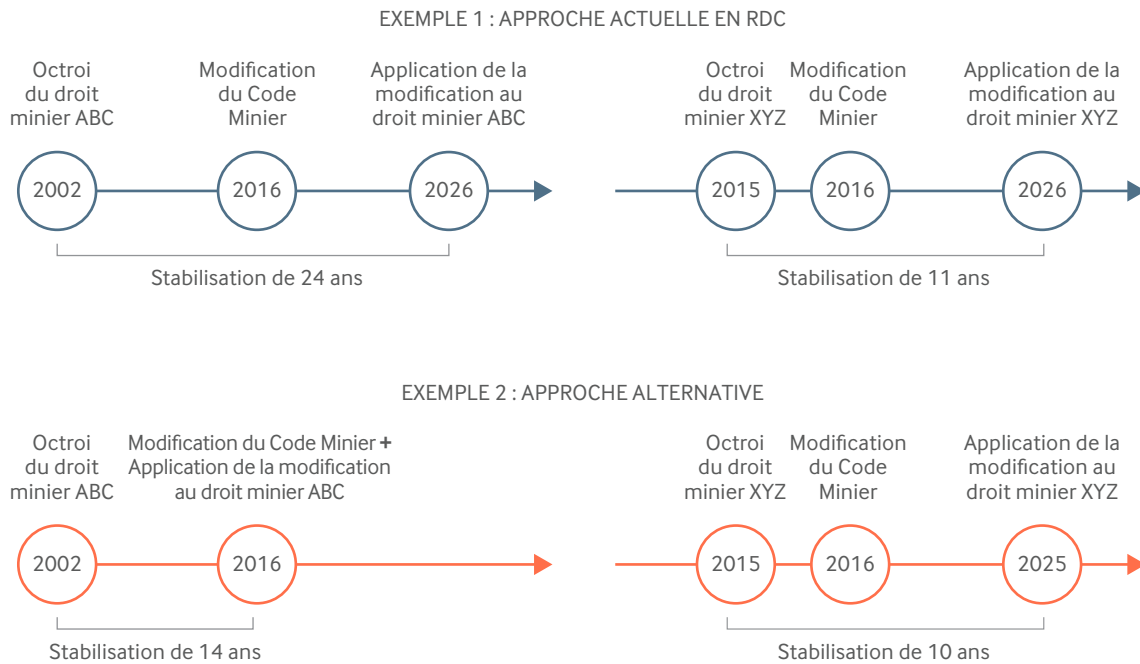 EXEMPLE 1 : APPROCHE ACTUELLE EN RDC
Octroi
du droit
minier ABC
Modification
du Code
Minier
Application de la
modification au
droit minier ABC
2002
2016
2026
Stabilisation de 24 ans
Octroi
du droit
minier XYZ
Modification
du Code
Minier
Application de la
modification au
droit minier XYZ
2015
2016
2026
Stabilisation de 11 ans
EXEMPLE 2 : APPROCHE ALTERNATIVE
Octroi
du droit
minier ABC
Modification du Code Minier +
Application de la modification
au droit minier ABC
2002
2016
Stabilisation de 14 ans
Octroi
du droit
minier XYZ
Modification
du Code
Minier
Application de la
modification au
droit minier XYZ
2015
2016
2025
Stabilisation de 10 ans